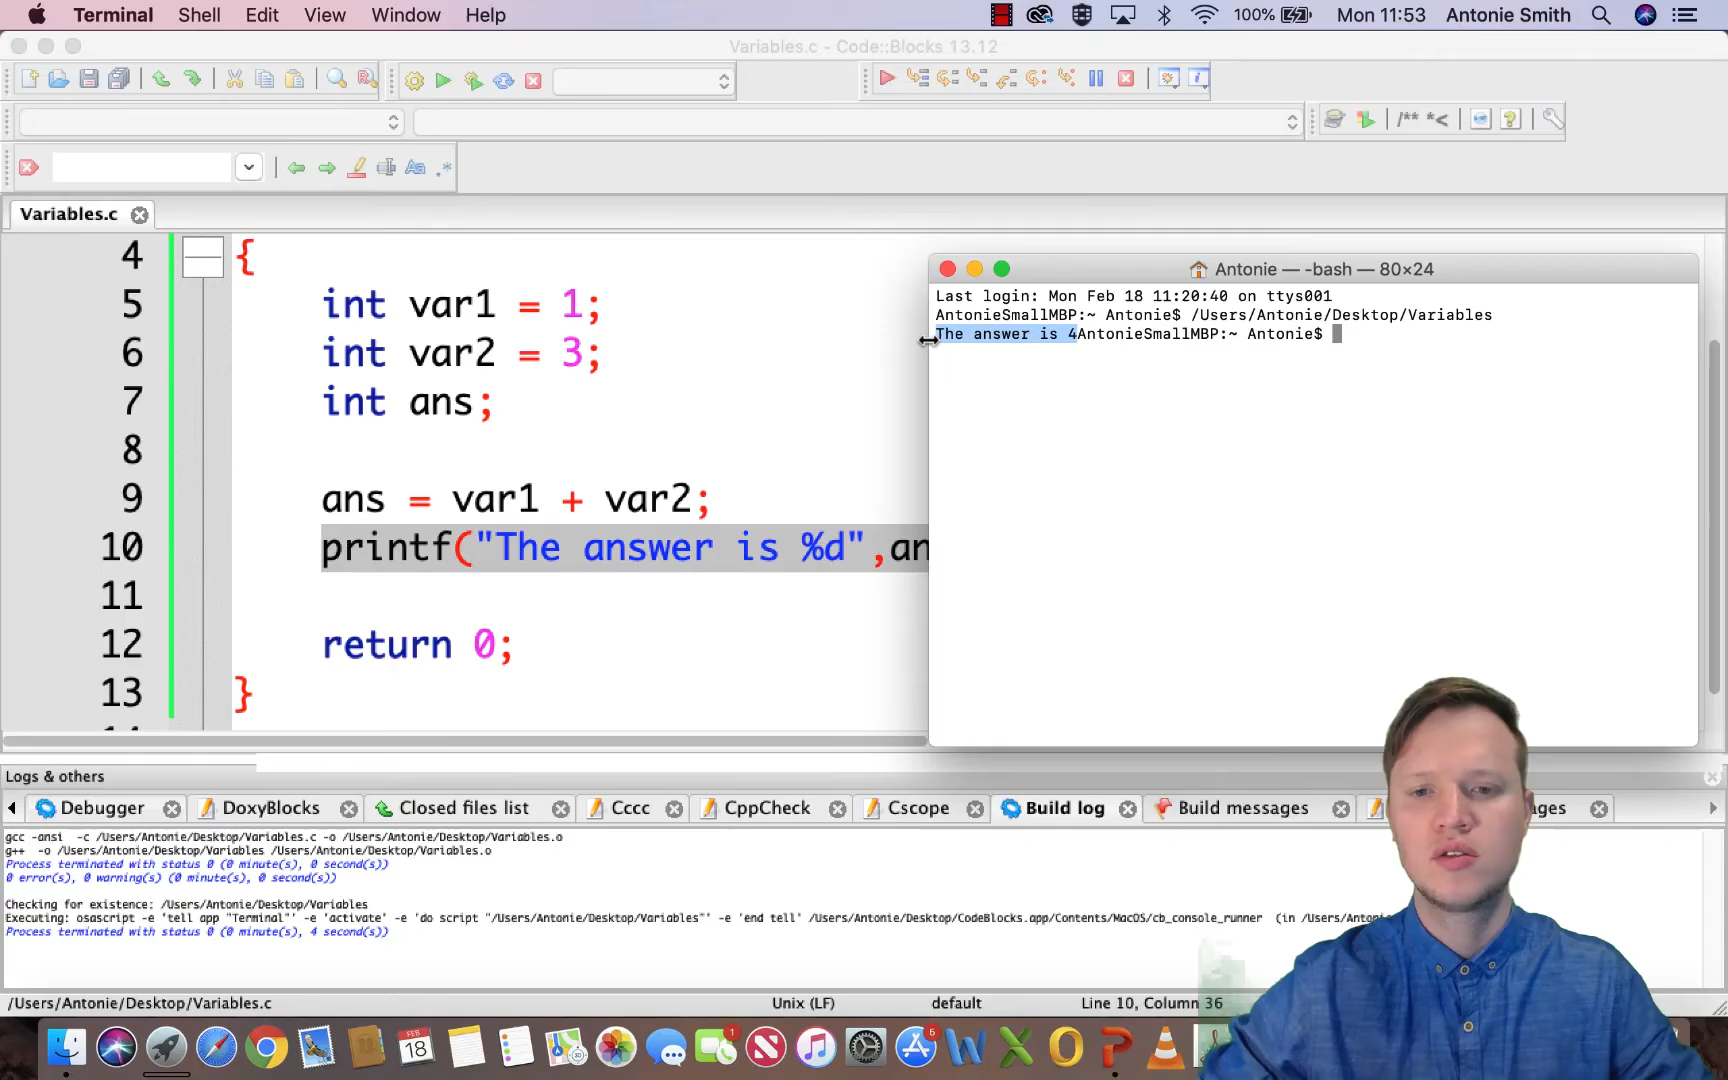 Terminal Shell Edit View Window Help 100% Mon 11:53 Antonie Smith
Variables.c - Code::Blocks 13.12
/** *<
Variables.c
4 {
5 int var1 = 1;
6 int var2 = 3;
7 int ans;
8
9 ans = var1 + var2;
10 printf("The answer is %d",an
11
12 return 0;
13 }
Antonie — -bash — 80×24
Last login: Mon Feb 18 11:20:40 on ttys001
AntonieSmallMBP:~ Antonie$ /Users/Antonie/Desktop/Variables
The answer is 4AntonieSmallMBP:~ Antonie$
Logs & others
Debugger DoxyBlocks Closed files list Cccc CppCheck Cscope Build log Build messages ages
gcc -ansi -c /Users/Antonie/Desktop/Variables.c -o /Users/Antonie/Desktop/Variables.o
g++ -o /Users/Antonie/Desktop/Variables /Users/Antonie/Desktop/Variables.o
Process terminated with status 0 (0 minute(s), 0 second(s))
0 error(s), 0 warning(s) (0 minute(s), 0 second(s))
Checking for existence: /Users/Antonie/Desktop/Variables
Executing: osascript -e 'tell app "Terminal"' -e 'activate' -e 'do script "/Users/Antonie/Desktop/Variables"' -e 'end tell' /Users/Antonie/Desktop/CodeBlocks.app/Contents/MacOS/cb_console_runner (in /Users/Anton
Process terminated with status 0 (0 minute(s), 4 second(s))
/Users/Antonie/Desktop/Variables.c Unix (LF) default Line 10, Column 36
FEB
18
1
5